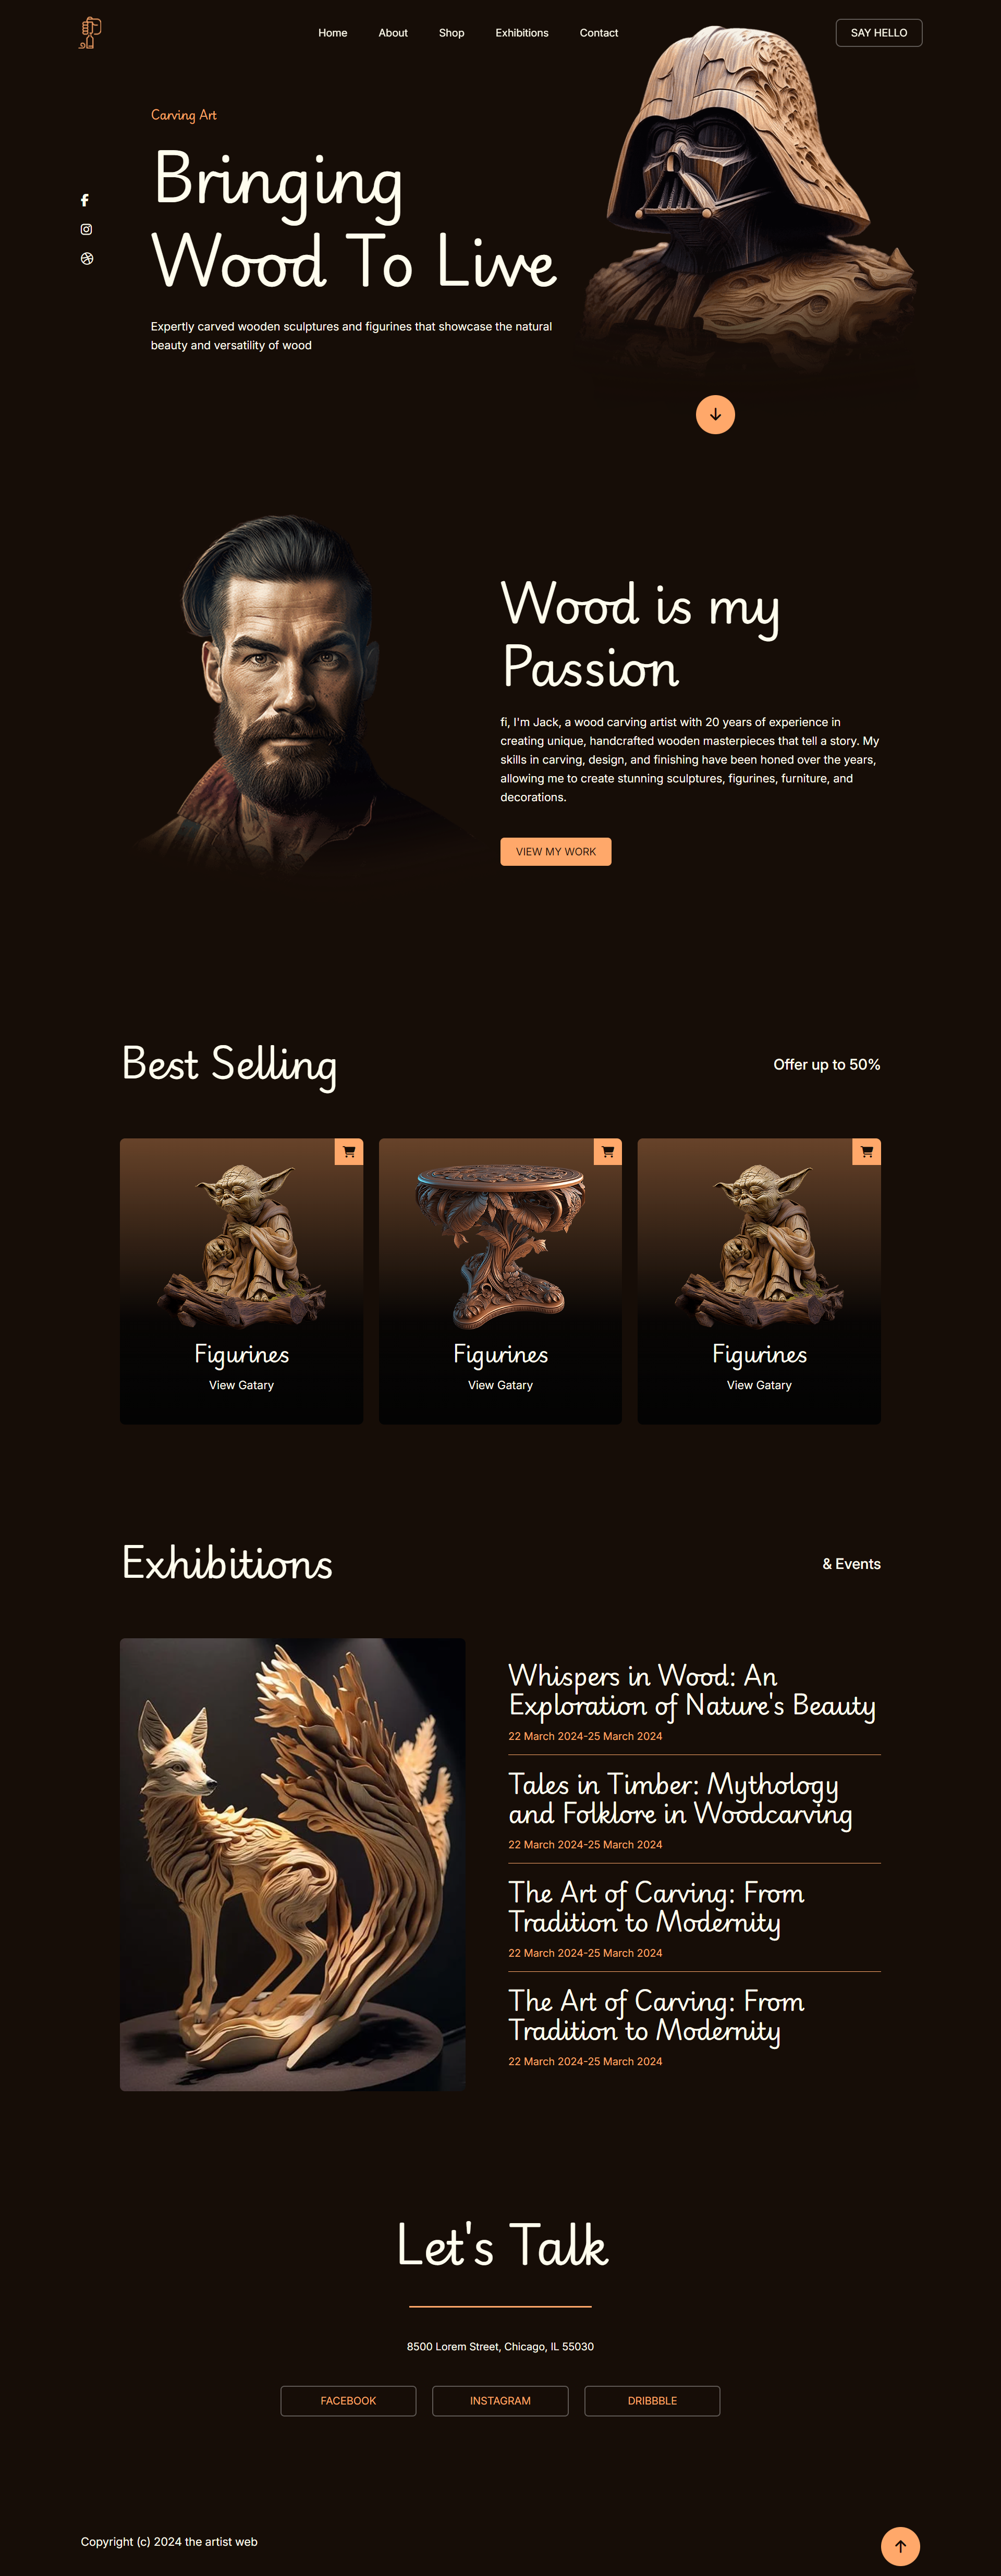 Home About Shop Exhibitions Contact SAY HELLO
Carving Art
Bringing
Wood To Live
Expertly carved wooden sculptures and figurines that showcase the natural
beauty and versatility of wood
Wood is my
Passion
fi, I'm Jack, a wood carving artist with 20 years of experience in
creating unique, handcrafted wooden masterpieces that tell a story. My
skills in carving, design, and finishing have been honed over the years,
allowing me to create stunning sculptures, figurines, furniture, and
decorations.
VIEW MY WORK
Best Selling
Offer up to 50%
Figurines
View Gatary
Figurines
View Gatary
Figurines
View Gatary
Exhibitions
& Events
Whispers in Wood: An
Exploration of Nature's Beauty
22 March 2024-25 March 2024
Tales in Timber: Mythology
and Folklore in Woodcarving
22 March 2024-25 March 2024
The Art of Carving: From
Tradition to Modernity
22 March 2024-25 March 2024
The Art of Carving: From
Tradition to Modernity
22 March 2024-25 March 2024
Let's Talk
8500 Lorem Street, Chicago, IL 55030
FACEBOOK INSTAGRAM DRIBBBLE
Copyright (c) 2024 the artist web